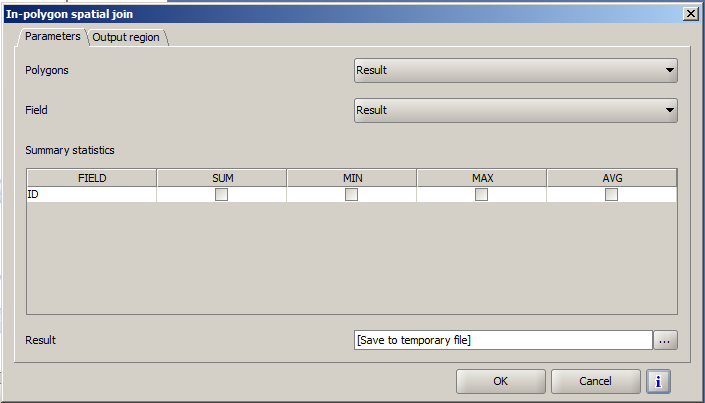 In-polygon spatial join
Parameters Output region
Polygons Result
Field Result
Summary statistics
FIELD SUM MIN MAX AVG
ID
Result [Save to temporary file] ...
OK Cancel i